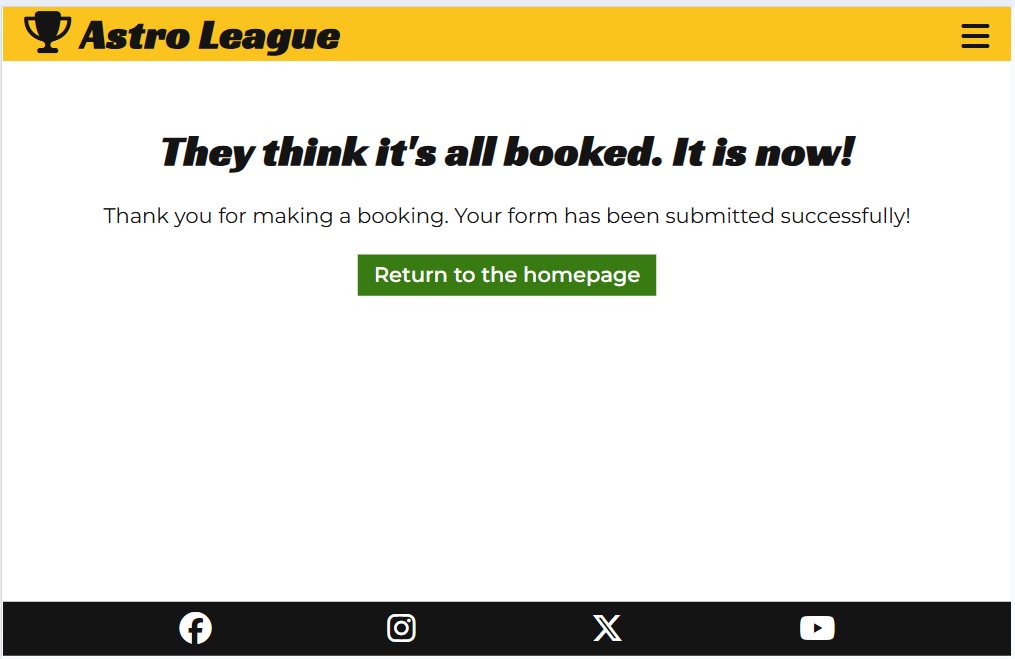 Astro League
They think it's all booked. It is now!
Thank you for making a booking. Your form has been submitted successfully!
Return to the homepage